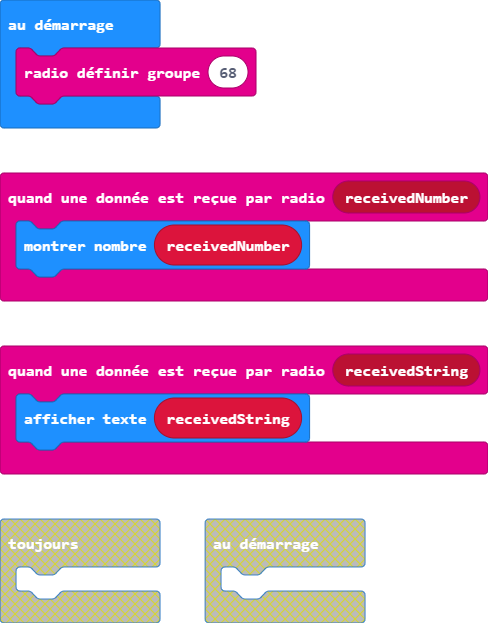 au démarrage
radio définir groupe 68
quand une donnée est reçue par radio receivedNumber
montrer nombre receivedNumber
quand une donnée est reçue par radio receivedString
afficher texte receivedString
toujours
au démarrage